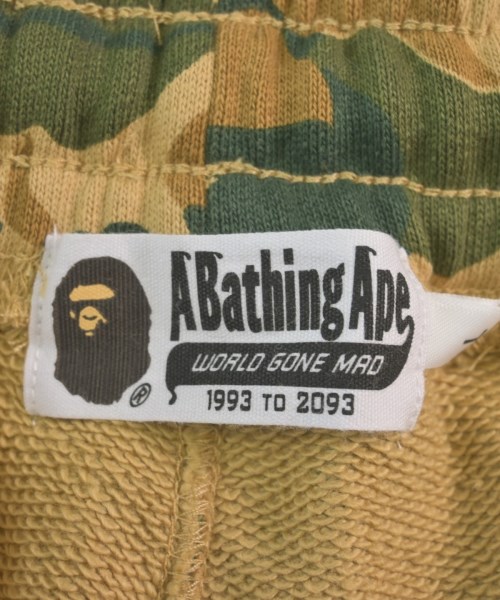 A Bathing Ape
WORLD GONE MAD
1993 TO 2093
®